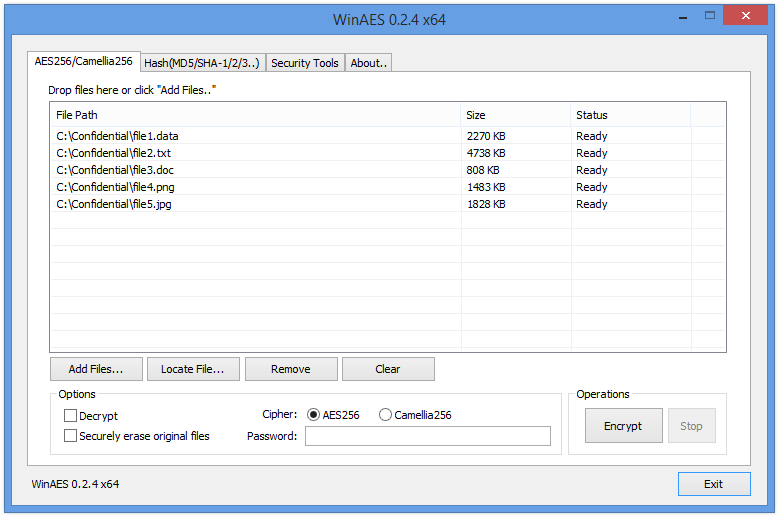 WinAES 0.2.4 x64
AES256/Camellia256 Hash(MD5/SHA-1/2/3..) Security Tools About..
Drop files here or click "Add Files.."
File Path Size Status
C:\Confidential\file1.data 2270 KB Ready
C:\Confidential\file2.txt 4738 KB Ready
C:\Confidential\file3.doc 808 KB Ready
C:\Confidential\file4.png 1483 KB Ready
C:\Confidential\file5.jpg 1828 KB Ready
Add Files... Locate File... Remove Clear
Options Operations
Decrypt Cipher: AES256 Camellia256
Encrypt Stop
Securely erase original files Password:
WinAES 0.2.4 x64 Exit